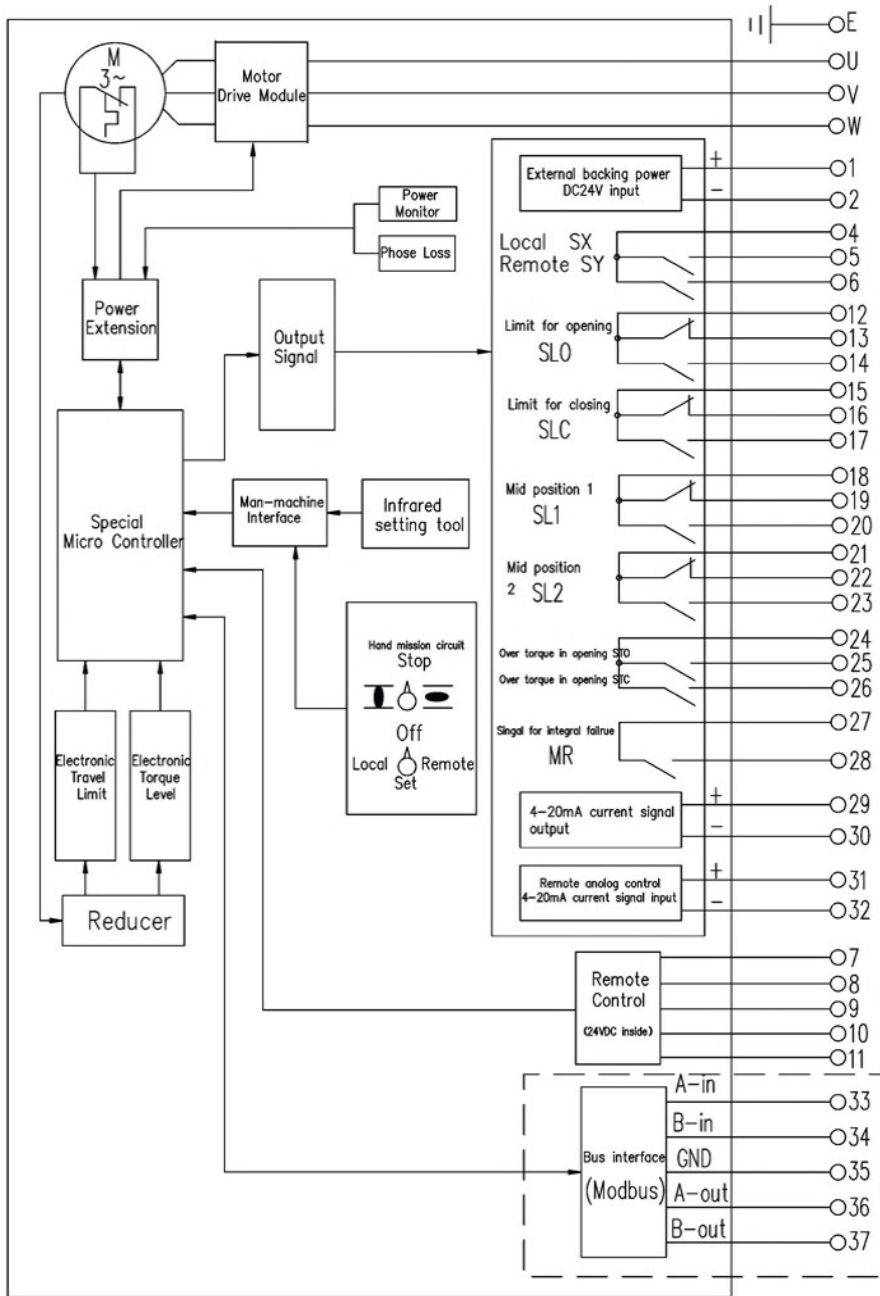 E
M
3~
Motor
Drive Module
U
V
W
External backing power
DC24V input
+
1
−
2
Power
Monitor
Phose Loss
Local SX
Remote SY
4
5
6
Power
Extension
Output
Signal
Limit for opening
SLO
12
13
14
Limit for closing
SLC
15
16
17
Special
Micro Controller
Man-machine
Interface
Infrared
setting tool
Mid position 1
SL1
18
19
20
Mid position
2 SL2
21
22
23
Hand mission circuit
Stop
Off
Local Remote
Set
Over torque in opening STO
Over torque in opening STC
24
25
26
Singal for integral failrue
MR
27
28
Electronic
Travel
Limit
Electronic
Torque
Level
4-20mA current signal
output
+
29
−
30
Reducer
Remote analog control
4-20mA current signal input
+
31
−
32
Remote
Control
(24VDC inside)
7
8
9
10
11
Bus interface
(Modbus)
A-in
33
B-in
34
GND
35
A-out
36
B-out
37